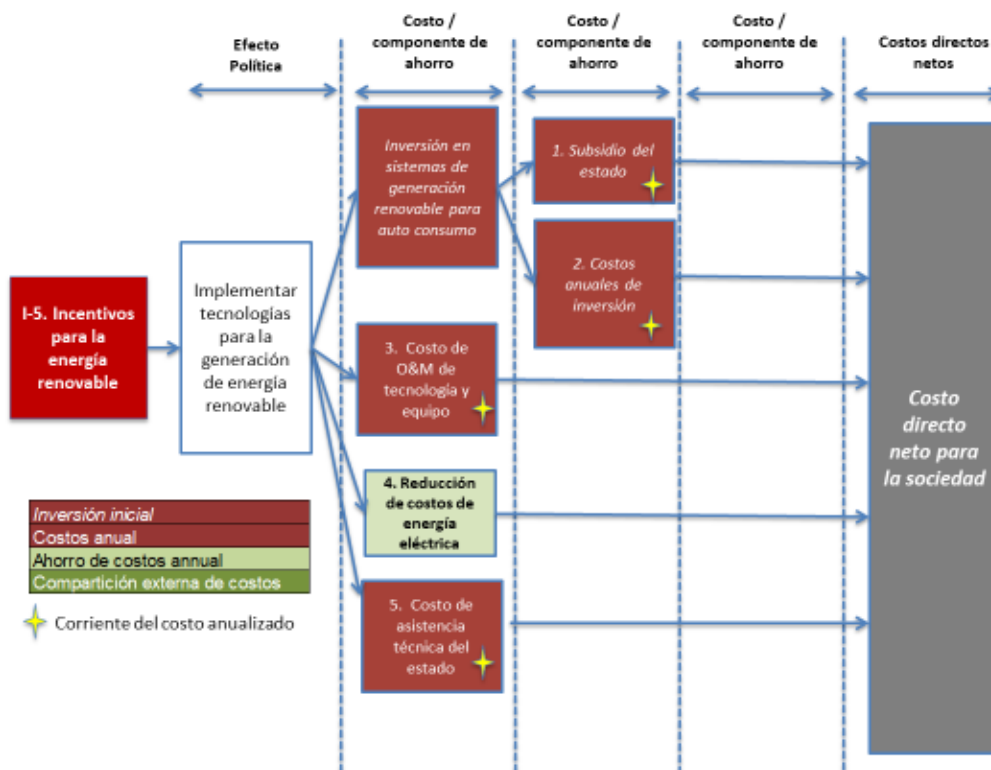 Efecto
Política
Costo /
componente de
ahorro
Costo /
componente de
ahorro
Costo /
componente de
ahorro
Costos directos
netos
I-5. Incentivos
para la
energía
renovable
Implementar
tecnologías
para la
generación
de energía
renovable
Inversión en
sistemas de
generación
renovable para
auto consumo
1. Subsidio del
estado
2. Costos
anuales de
inversión
3. Costo de
O&M de
tecnología y
equipo
4. Reducción
de costos de
energía
eléctrica
5. Costo de
asistencia
técnica del
estado
Costo
directo
neto para
la sociedad
Inversión inicial
Costos anual
Ahorro de costos annual
Compartición externa de costos
Corriente del costo anualizado